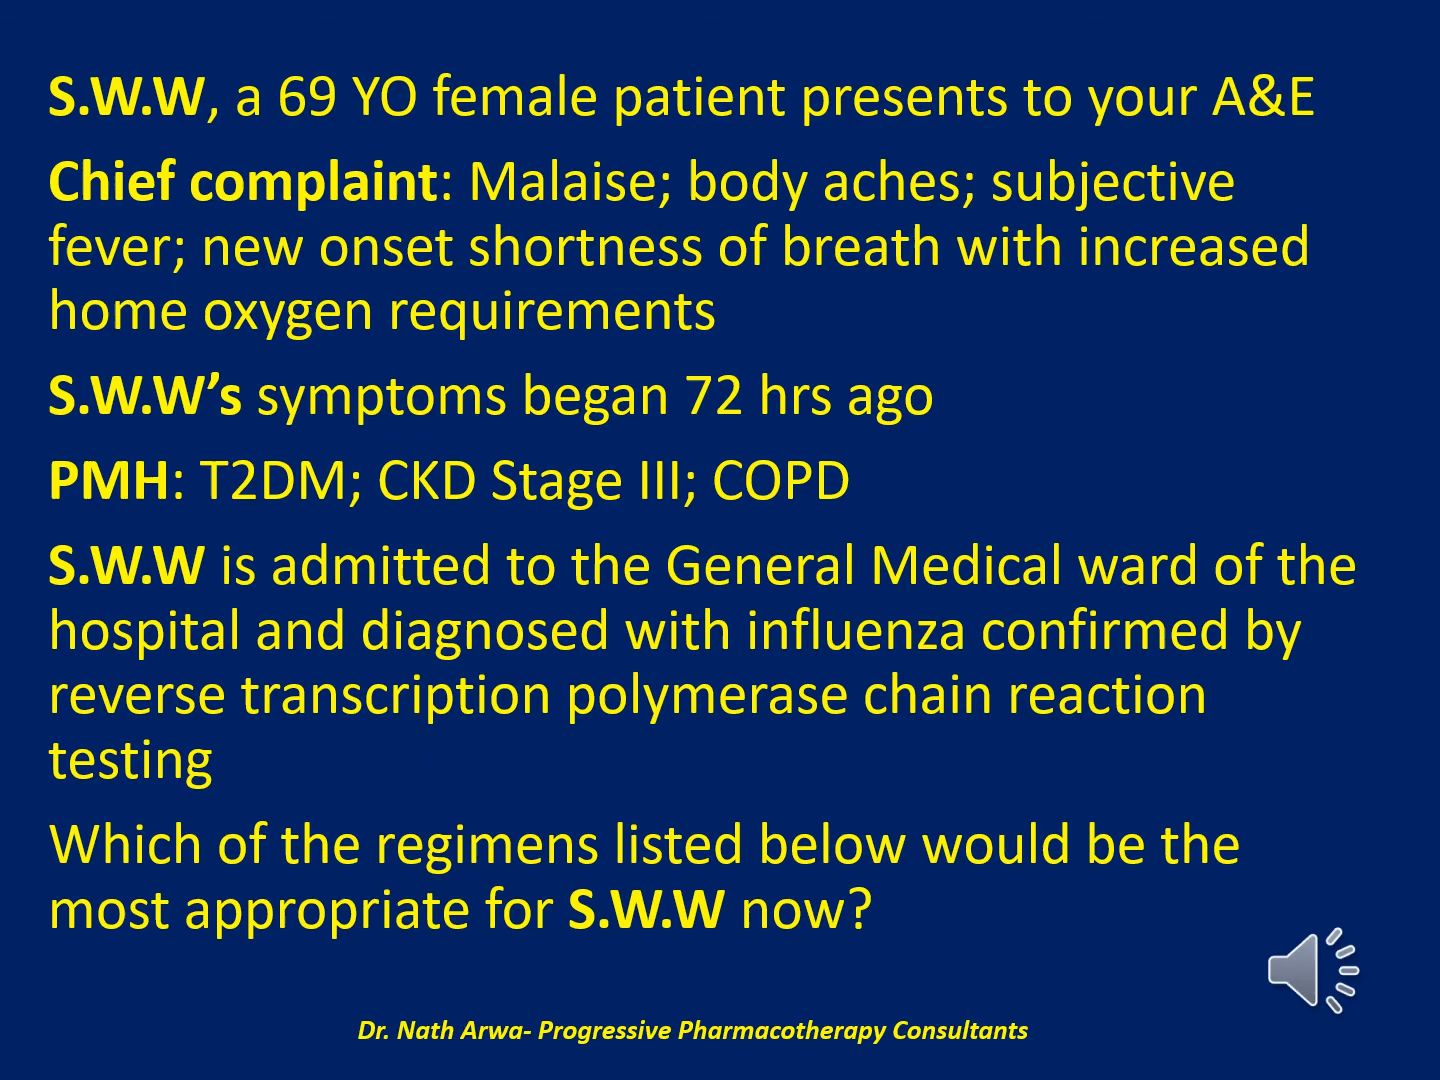 S.W.W, a 69 YO female patient presents to your A&E
Chief complaint: Malaise; body aches; subjective
fever; new onset shortness of breath with increased
home oxygen requirements
S.W.W’s symptoms began 72 hrs ago
PMH: T2DM; CKD Stage III; COPD
S.W.W is admitted to the General Medical ward of the
hospital and diagnosed with influenza confirmed by
reverse transcription polymerase chain reaction
testing
Which of the regimens listed below would be the
most appropriate for S.W.W now?
Dr. Nath Arwa- Progressive Pharmacotherapy Consultants